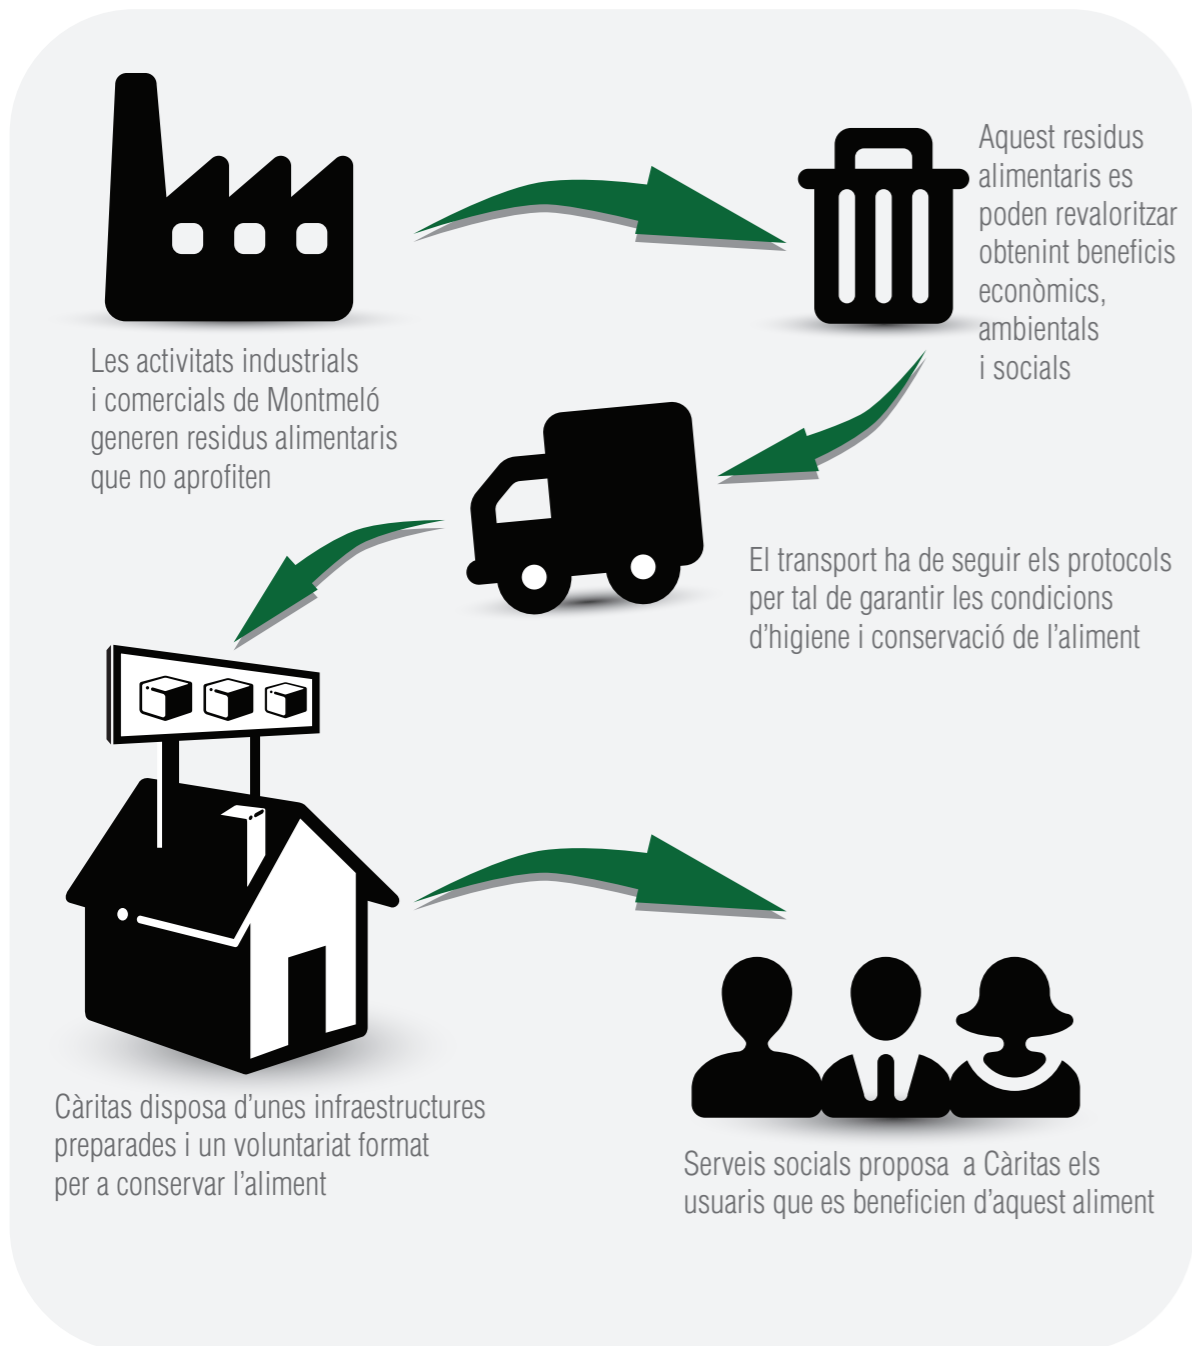 Les activitats industrials
i comercials de Montmeló
generen residus alimentaris
que no aprofiten
Aquest residus
alimentaris es
poden revaloritzar
obtenint beneficis
econòmics,
ambientals
i socials
El transport ha de seguir els protocols
per tal de garantir les condicions
d’higiene i conservació de l’aliment
Càritas disposa d’unes infraestructures
preparades i un voluntariat format
per a conservar l’aliment
Serveis socials proposa  a Càritas els
usuaris que es beneficien d’aquest aliment